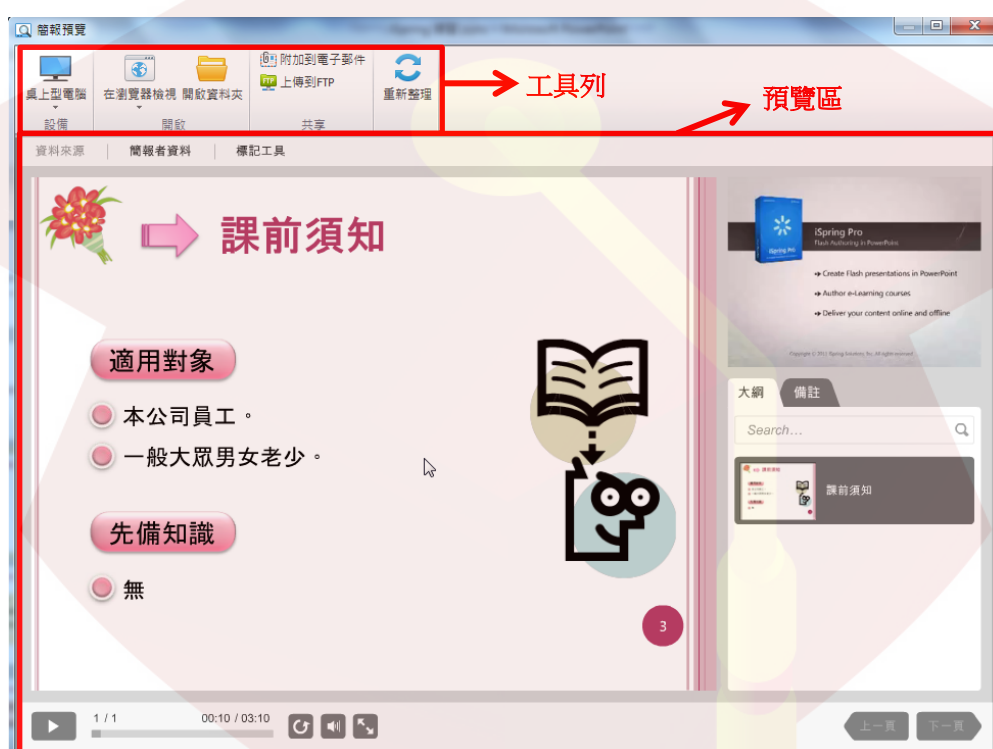 簡報預覽
桌上型電腦
在瀏覽器檢視
開啟資料夾
附加到電子郵件
上傳到FTP
重新整理
設備
開啟
共享
工具列
預覽區
資料來源
簡報者資料
標記工具
課前須知
適用對象
本公司員工。
一般大眾男女老少。
先備知識
無
3
iSpring Pro
Flash Authoring in PowerPoint
iSpring Pro
Create Flash presentations in PowerPoint
Author e-Learning courses
Deliver your content online and offline
大綱
備註
Search...
課前須知
1 / 1
00:10 / 03:10
上一頁
下一頁